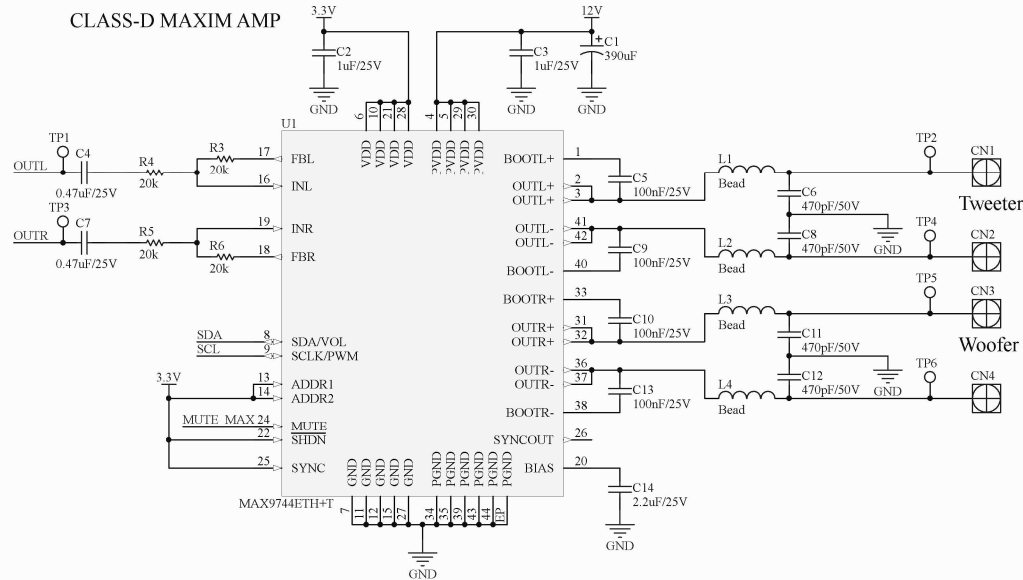 CLASS-D MAXIM AMP
3.3V
12V
C2
1uF/25V
C3
1uF/25V
C1
390uF
GND
GND
GND
U1
6
10
21
28
4
5
29
30
VDD
VDD
VDD
VDD
PVDD
PVDD
PVDD
PVDD
TP1
OUTL
C4
0.47uF/25V
R4
20k
R3
20k
17
FBL
16
INL
TP3
OUTR
C7
0.47uF/25V
R5
20k
R6
20k
19
INR
18
FBR
SDA
8
SDA/VOL
SCL
9
SCLK/PWM
3.3V
13
ADDR1
14
ADDR2
MUTE MAX
24
MUTE
22
SHDN
25
SYNC
MAX9744ETH+T
BOOTL+
1
OUTL+
2
OUTL+
3
C5
100nF/25V
OUTL-
41
OUTL-
42
BOOTL-
40
C9
100nF/25V
BOOTR+
33
OUTR+
31
OUTR+
32
C10
100nF/25V
OUTR-
36
OUTR-
37
BOOTR-
38
C13
100nF/25V
SYNCOUT
26
BIAS
20
C14
2.2uF/25V
GND
L1
Bead
L2
Bead
L3
Bead
L4
Bead
C6
470pF/50V
C8
470pF/50V
GND
C11
470pF/50V
C12
470pF/50V
GND
TP2
CN1
Tweeter
TP4
CN2
TP5
CN3
Woofer
TP6
CN4
GND
GND
GND
GND
GND
PGND
PGND
PGND
PGND
PGND
PGND
7
11
12
15
27
34
35
39
43
44
EP
GND